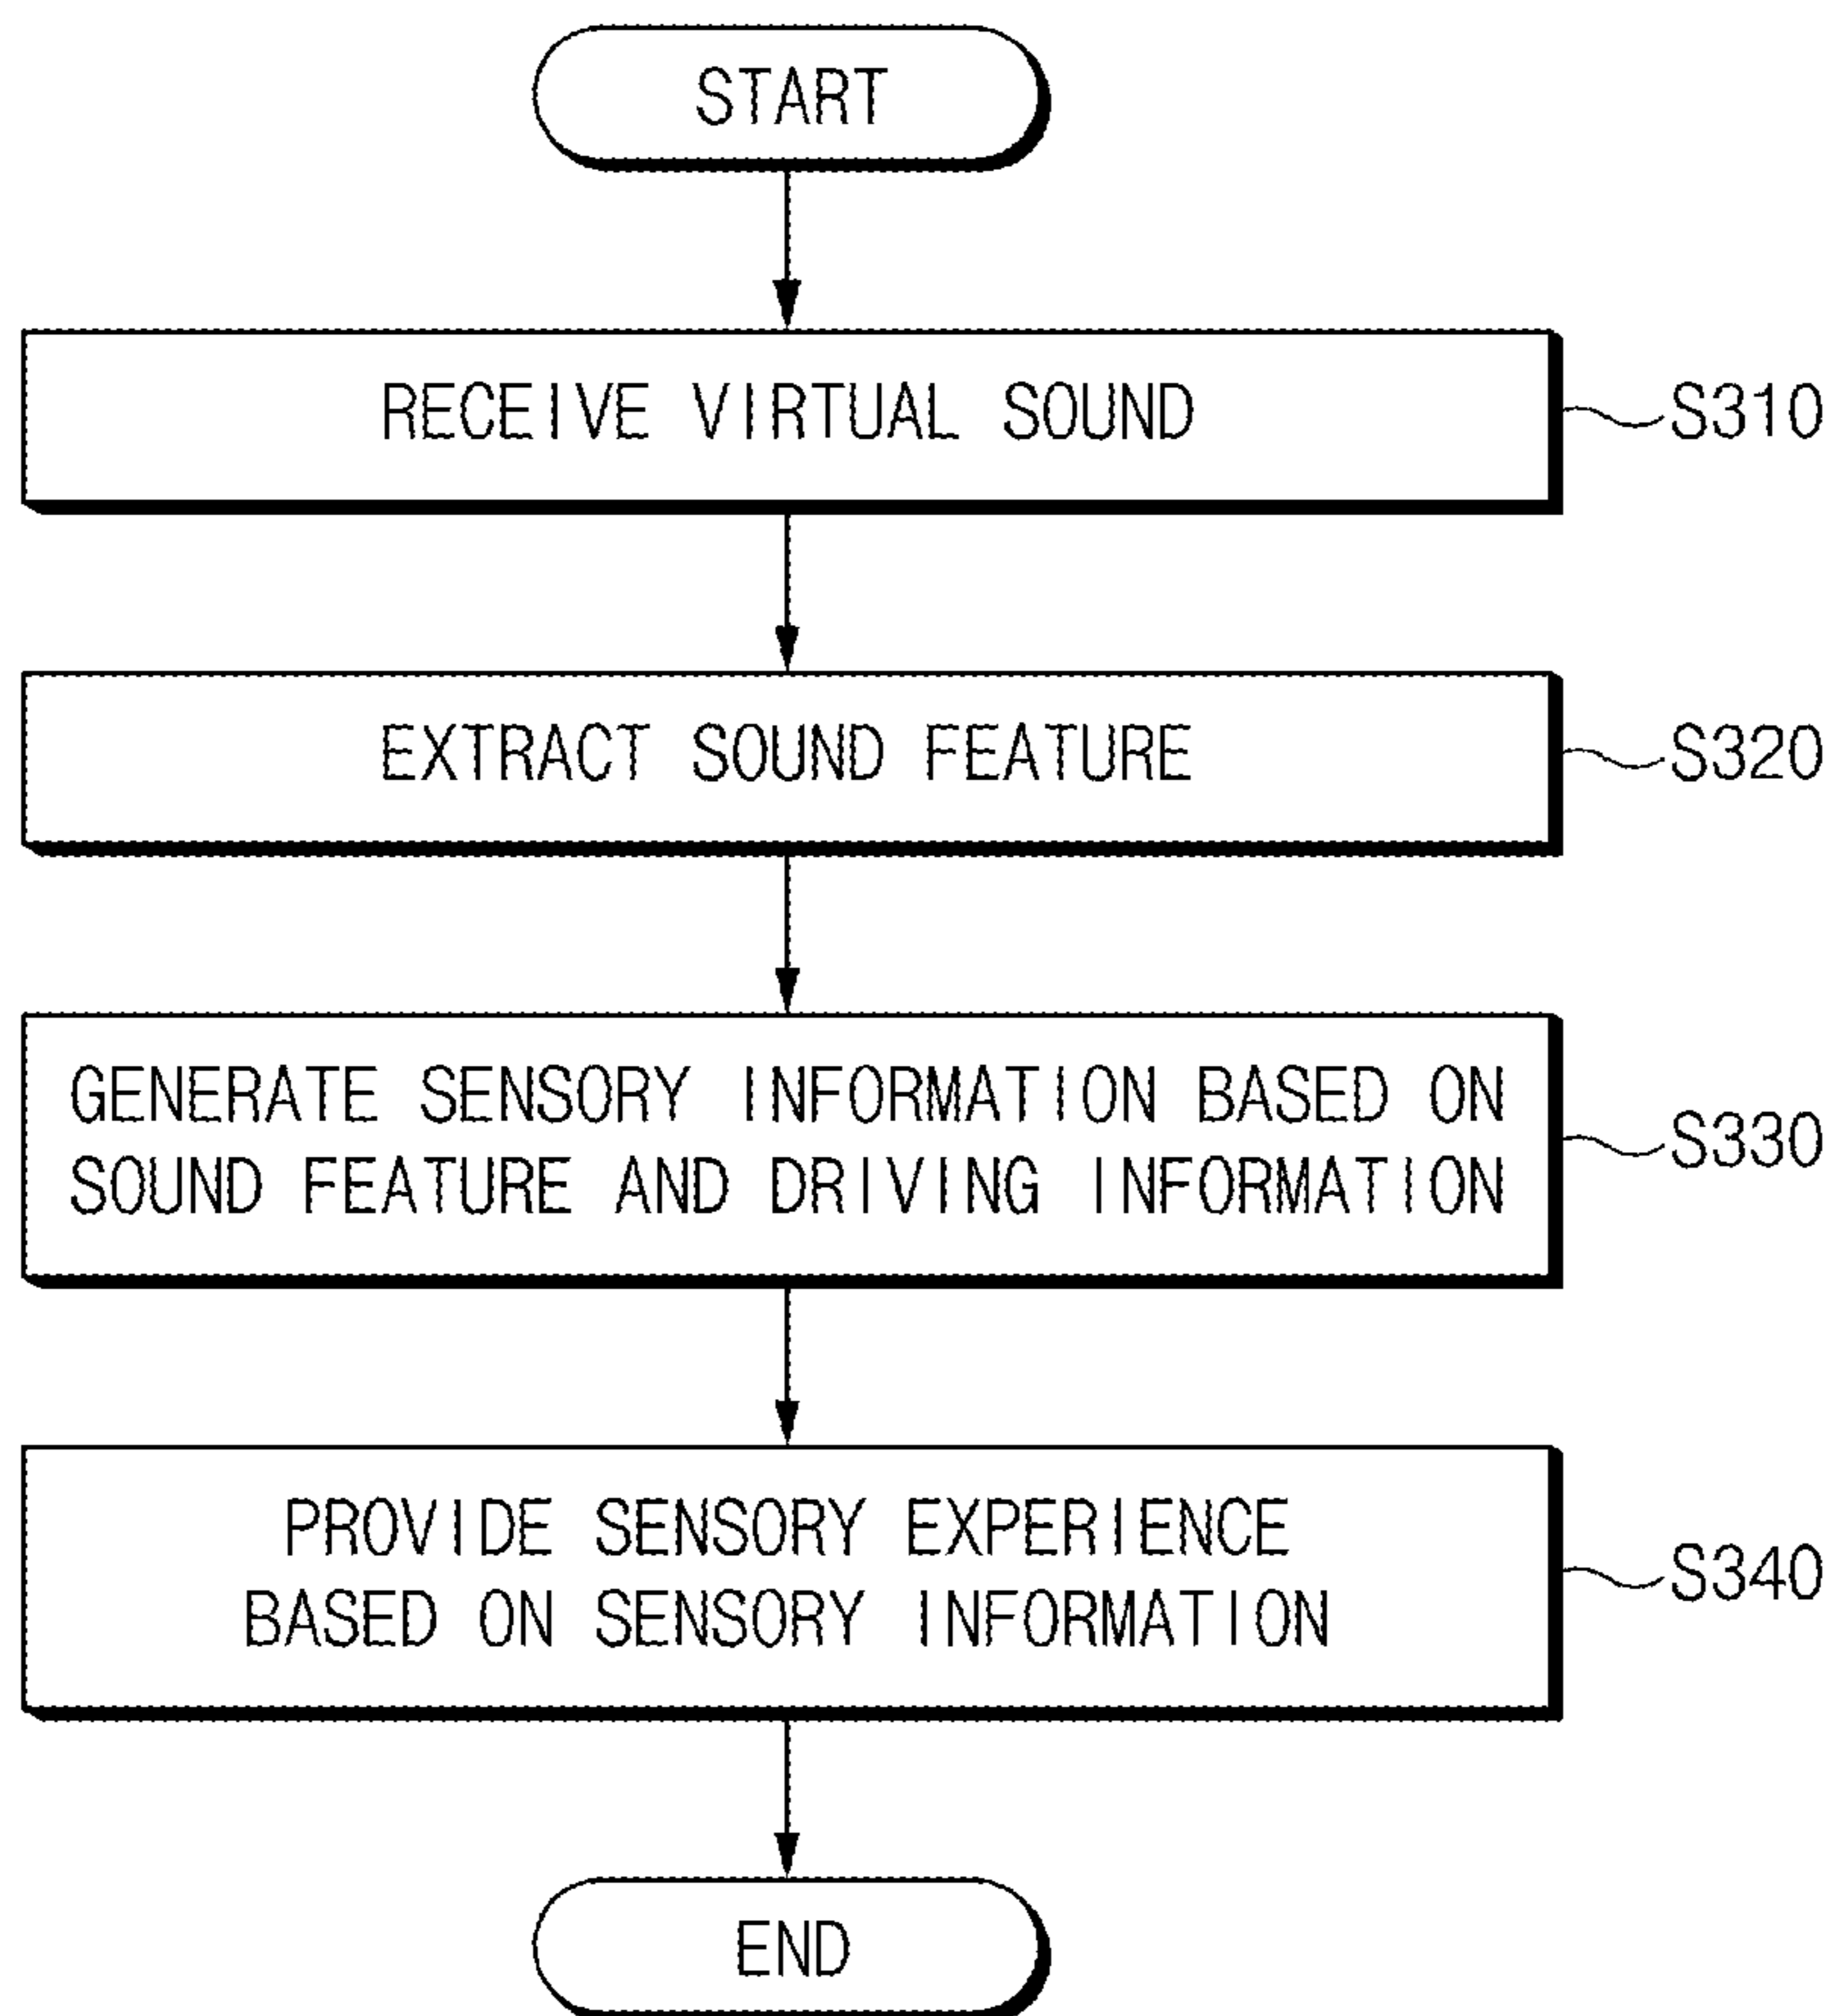 START
RECEIVE VIRTUAL SOUND
S310
EXTRACT SOUND FEATURE
S320
GENERATE SENSORY INFORMATION BASED ON
SOUND FEATURE AND DRIVING INFORMATION
S330
PROVIDE SENSORY EXPERIENCE
BASED ON SENSORY INFORMATION
S340
END